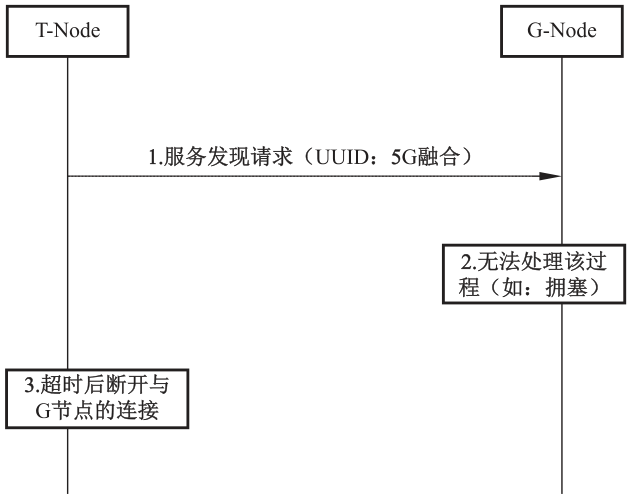 T-Node
G-Node
1.服务发现请求（UUID：5G融合）
2.无法处理该过
程（如：拥塞）
3.超时后断开与
G节点的连接